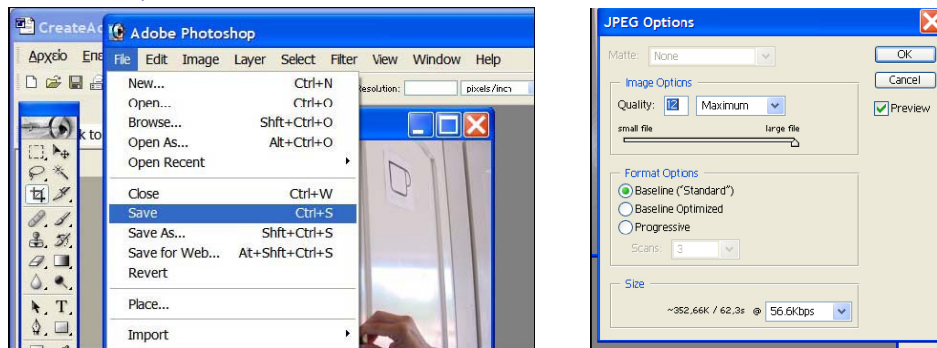 CreateAc
Adobe Photoshop
Αρχείο Επε
File Edit Image Layer Select Filter View Window Help
New... Ctrl+N
Resolution: pixels/inch
Open... Ctrl+O
Browse... Shft+Ctrl+O
k to
Open As... Alt+Ctrl+O
Open Recent
Close Ctrl+W
Save Ctrl+S
Save As... Shft+Ctrl+S
Save for Web... Alt+Shft+Ctrl+S
Revert
Place...
Import
JPEG Options
Matte: None
OK
Image Options
Cancel
Quality: 12 Maximum
Preview
small file large file
Format Options
Baseline ("Standard")
Baseline Optimized
Progressive
Scans: 3
Size
~352,66K / 62,3s @ 56.6Kbps